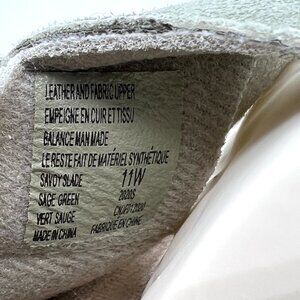 LEATHER AND FABRIC UPPER
EMPEIGNE EN CUIR ET TISSU
BALANCE MAN MADE
LE RESTE FAIT DE MATÉRIEL SYNTHÉTIQUE
SAVOY SLADE 11W
SAGE GREEN
VERT SAUGE
MADE IN CHINA FABRIQUÉ EN CHINE